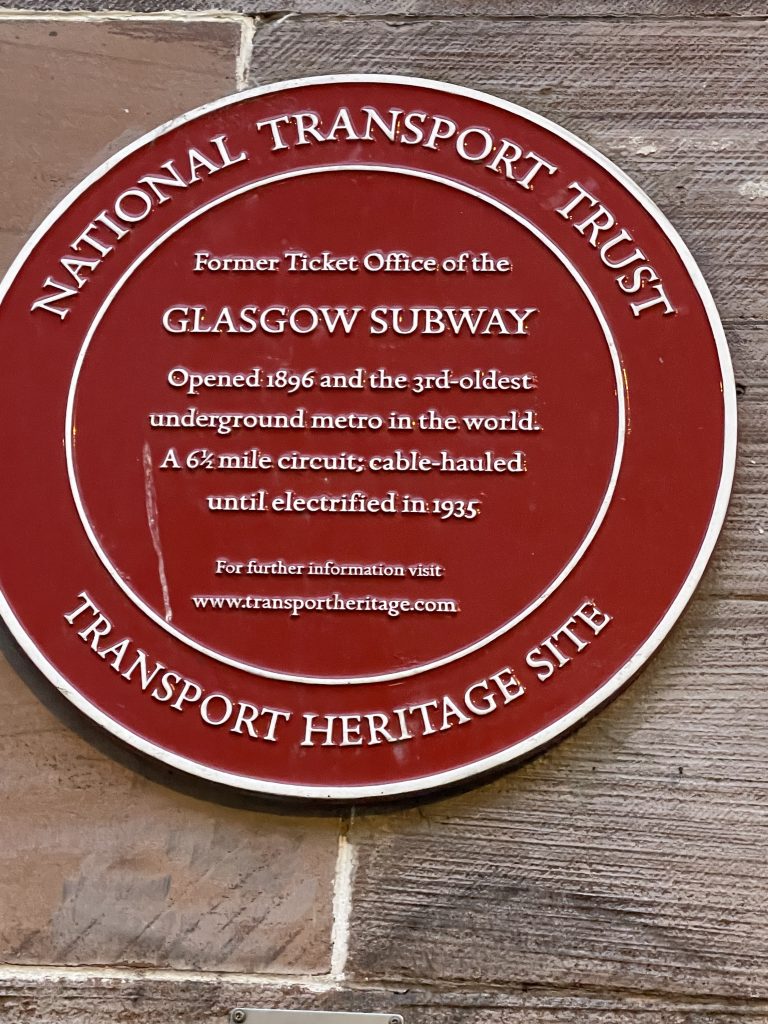 NATIONAL TRANSPORT TRUST
Former Ticket Office of the
GLASGOW SUBWAY
Opened 1896 and the 3rd-oldest
underground metro in the world.
A 6½ mile circuit; cable-hauled
until electrified in 1935
For further information visit
www.transportheritage.com
TRANSPORT HERITAGE SITE